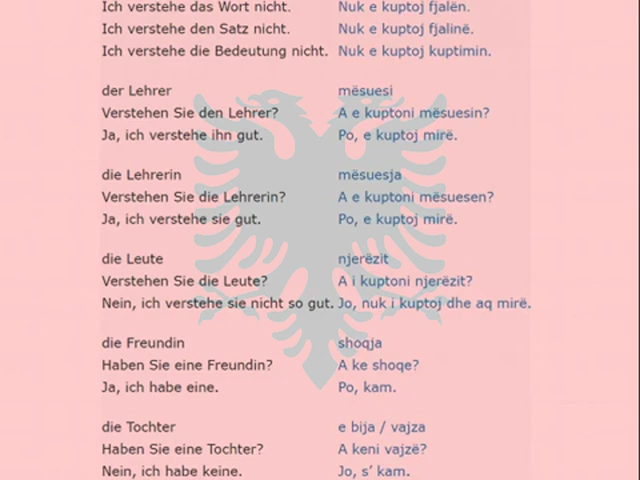 Ich verstehe das Wort nicht. Nuk e kuptoj fjalën.
Ich verstehe den Satz nicht. Nuk e kuptoj fjalinë.
Ich verstehe die Bedeutung nicht. Nuk e kuptoj kuptimin.
der Lehrer mësuesi
Verstehen Sie den Lehrer? A e kuptoni mësuesin?
Ja, ich verstehe ihn gut. Po, e kuptoj mirë.
die Lehrerin mësuesja
Verstehen Sie die Lehrerin? A e kuptoni mësuesen?
Ja, ich verstehe sie gut. Po, e kuptoj mirë.
die Leute njerëzit
Verstehen Sie die Leute? A i kuptoni njerëzit?
Nein, ich verstehe sie nicht so gut. Jo, nuk i kuptoj dhe aq mirë.
die Freundin shoqja
Haben Sie eine Freundin? A ke shoqe?
Ja, ich habe eine. Po, kam.
die Tochter e bija / vajza
Haben Sie eine Tochter? A keni vajzë?
Nein, ich habe keine. Jo, s’ kam.